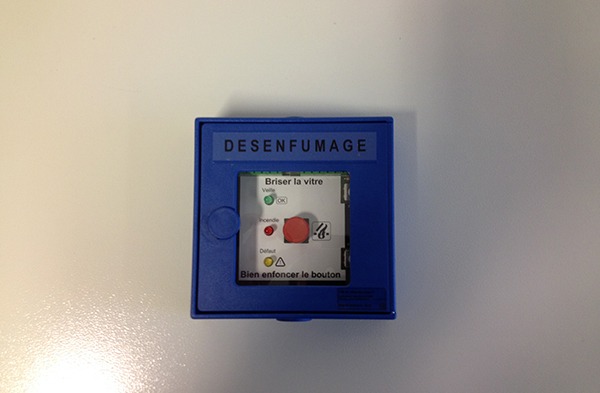 DESENFUMAGE
Briser la vitre
Veille
OK
Incendie
Défaut
Bien enfoncer le bouton